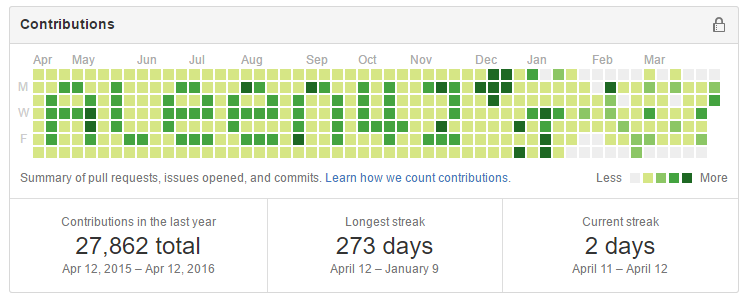 Contributions
Apr May Jun Jul Aug Sep Oct Nov Dec Jan Feb Mar
M
W
F
Summary of pull requests, issues opened, and commits. Learn how we count contributions.
Less More
Contributions in the last year
27,862 total
Apr 12, 2015 – Apr 12, 2016
Longest streak
273 days
April 12 – January 9
Current streak
2 days
April 11 – April 12